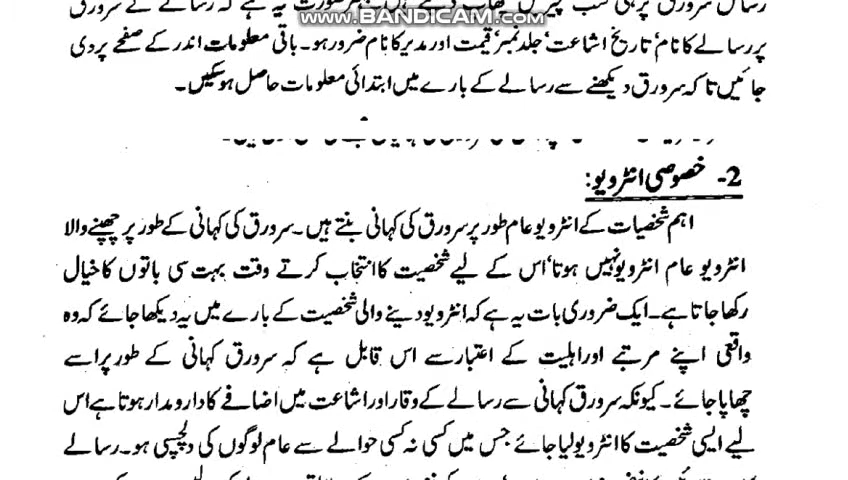 www.BANDICAM.com
پر رسالے کا نام' تاریخ اشاعت' جلد نمبر' قیمت اور مدیر کا نام ضرور ہو۔ باقی معلومات اندر کے صفحے پر دی
جائیں تاکہ سرورق دیکھنے سے رسالے کے بارے میں ابتدائی معلومات حاصل ہو سکیں۔
2- خصوصی انٹرویو:
اہم شخصیات کے انٹرویو عام طور پر سرورق کی کہانی بنتے ہیں۔ سرورق کی کہانی کے طور پر چھپنے والا
انٹرویو عام انٹرویو نہیں ہوتا' اس کے لیے شخصیت کا انتخاب کرتے وقت بہت سی باتوں کا خیال
رکھا جاتا ہے۔ ایک ضروری بات یہ ہے کہ انٹرویو دینے والی شخصیت کے بارے میں یہ دیکھا جائے کہ وہ
واقعی اپنے مرتبے اور اہلیت کے اعتبار سے اس قابل ہے کہ سرورق کہانی کے طور پر اسے
چھاپا جائے۔ کیونکہ سرورق کہانی سے رسالے کے وقار اور اشاعت میں اضافے کا دارومدار ہوتا ہے اس
لیے ایسی شخصیت کا انٹرویو لیا جائے جس میں کسی نہ کسی حوالے سے عام لوگوں کی دلچسپی ہو۔ رسالے